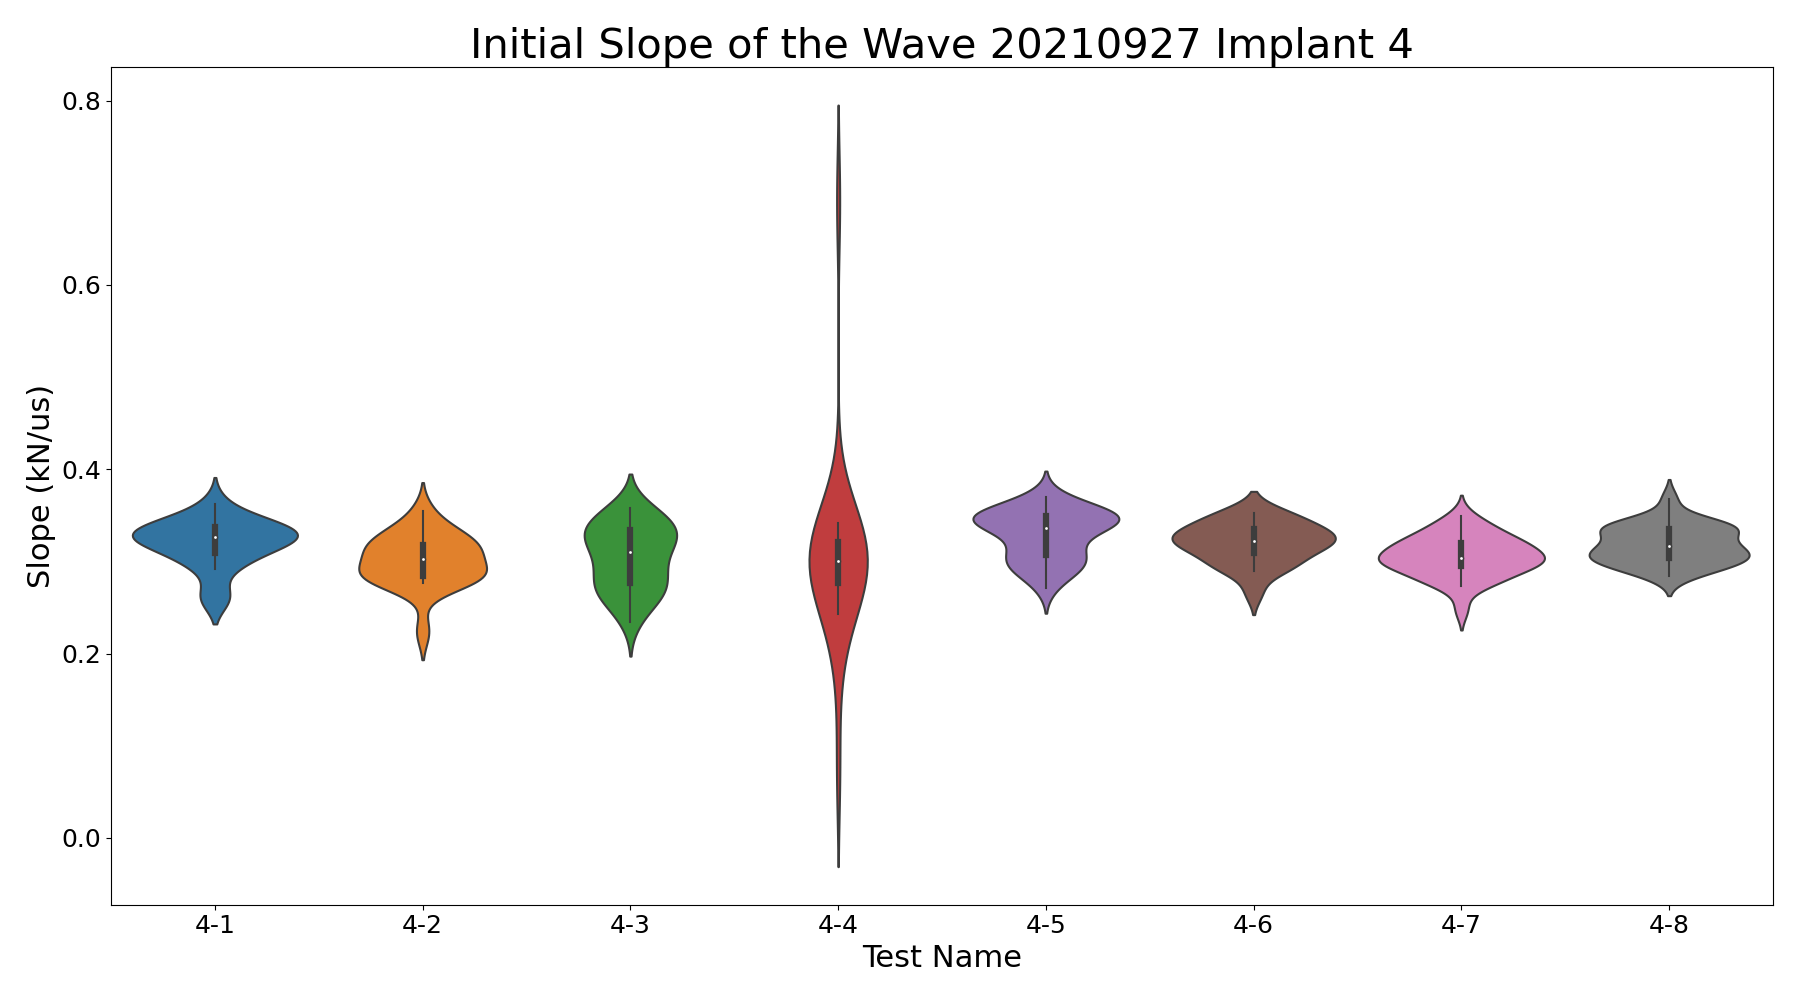 Initial Slope of the Wave 20210927 Implant 4
0.8
0.6
0.4
0.2
0.0
Slope (kN/us)
4-1 4-2 4-3 4-4 4-5 4-6 4-7 4-8
Test Name